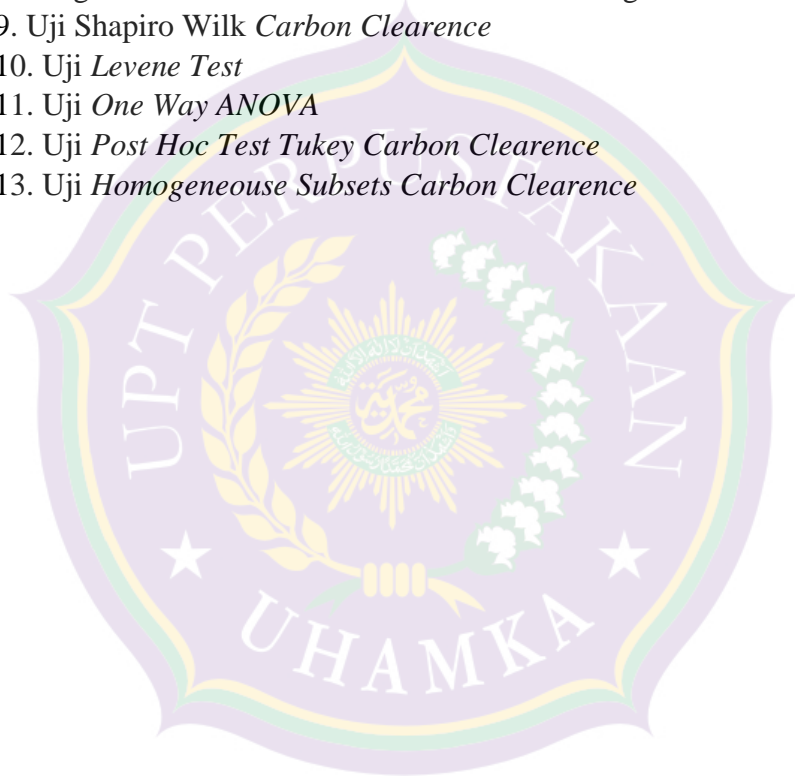 9. Uji Shapiro Wilk Carbon Clearence
10. Uji Levene Test
11. Uji One Way ANOVA
12. Uji Post Hoc Test Tukey Carbon Clearence
13. Uji Homogeneouse Subsets Carbon Clearence
UPT PERPUSTAKAAN
UHAMKA